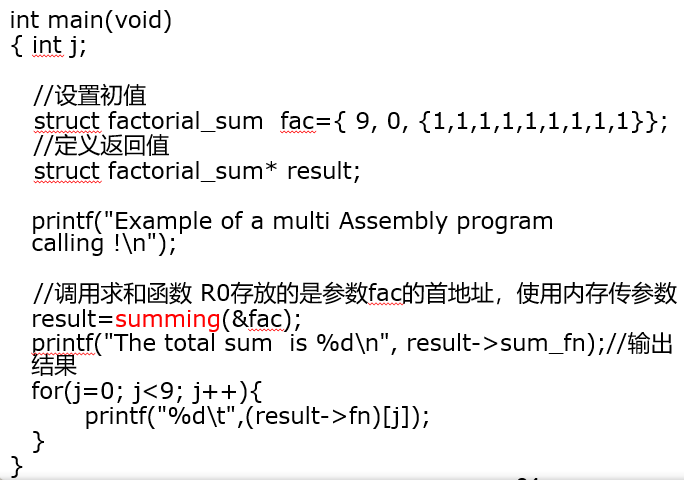 int main(void)
{ int j;
//设置初值
struct factorial_sum  fac={ 9, 0, {1,1,1,1,1,1,1,1,1}};
//定义返回值
struct factorial_sum* result;
printf("Example of a multi Assembly program
calling !\n");
//调用求和函数 R0存放的是参数fac的首地址，使用内存传参数
result=summing(&fac);
printf("The total sum  is %d\n", result->sum_fn);//输出
结果
for(j=0; j<9; j++){
printf("%d\t",(result->fn)[j]);
}
}